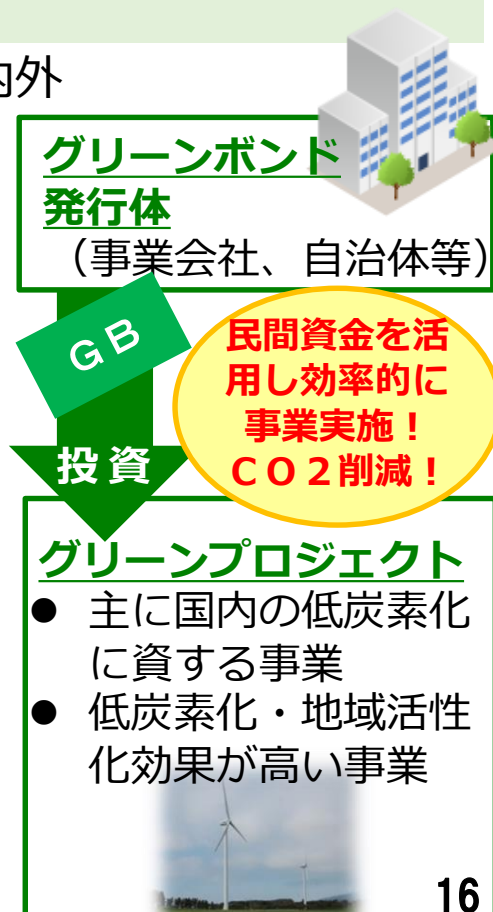 内外
グリーンボンド
発行体
（事業会社、自治体等）
ＧＢ
民間資金を活
用し効率的に
事業実施！
ＣＯ２削減！
投資
グリーンプロジェクト
● 主に国内の低炭素化
に資する事業
● 低炭素化・地域活性
化効果が高い事業
16